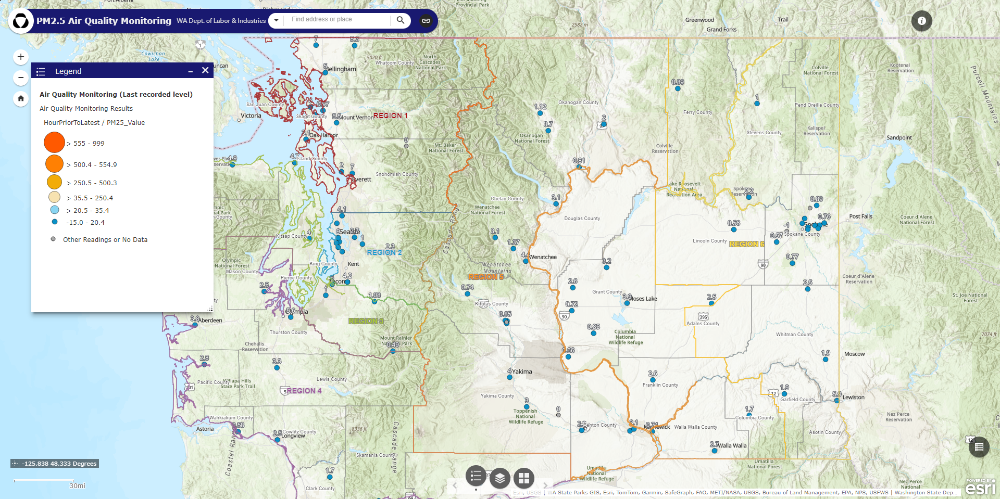 PM2.5 Air Quality Monitoring
WA Dept. of Labor & Industries
Find address or place
Legend
Air Quality Monitoring (Last recorded level)
Air Quality Monitoring Results
HourPriorToLatest / PM25_Value
> 555 - 999
> 500.4 - 554.9
> 250.5 - 500.3
> 35.5 - 250.4
> 20.5 - 35.4
-15.0 - 20.4
Other Readings or No Data
Provincial Park
2582 m
Greenwood
Trail
Grand Forks
Cowichan
Lake
1
7
5.3
5020 ft
Whatcom County
North
Cascades
National Park
5
Bellingham
San Juan County
Victoria
Skagit County
0.97
5.5
Mount Vernon
REGION 1
3.1
Oak Harbor
0
Mt. Baker
National Forest
4.9
4.7
Island County
2
7
Everett
Snohomish County
Okanogan County
1.12
3.7
2
Okanogan
National Forest
0.89
Ferry County
1
Pend Oreille County
Colville
National Forest
Kootenai
Reservation
Purcell Mountains
Kalispel
Reservation
Stevens County
Sandpoint
Colville
Reservation
0.81
Lake Roosevelt
National
Recreation Area
2.2
Chelan County
3.1
Wenatchee
National Forest
Douglas County
Cascade Range
4.1
Seattle
9
2.7
1
4
Kitsap County
2.3
REGION 2
King County
Kent
Olympic
National Forest
Mason County
Pierce County
4.2
1
1.08
2.5
REGION 3
5.6
Thurston County
3.8
Aberdeen
Chehalis
Reservation
Mount Rainier
National Park
0.49
2.8
3.3
Pacific County
Willapa Hills
State Park Trail
101
Lewis County
5
REGION 4
Wahkiakum County
Astoria
0.58
2.5
Cowlitz County
Longview
8336 ft
Cascade Range
Coastal Ran
Skamania County
1.7
Clark County
84
3.1
1.37
4.4
Wenatchee
Wenatchee
Mountains
REGION 5
0.74
Kittitas County
0.85
3.2
2.6
Grant County
3.9
Moses Lake
0.72
90
0.85
Columbia
National
Wildlife Refuge
0.66
4
Yakima
Yakima County
3
Toppenish
National
Wildlife Refuge
0
Benton County
3.1
0.71
Walla Walla County
2.7
Walla Walla
Umatilla
National
Wildlife Refuge
Umatilla
National Forest
2.6
Franklin County
0.56
Lincoln County
REGION 6
0.89
0.76
-1
Spokane County
0.57
0.77
90
Post Falls
Coeur d'Alene
National Forest
Coeur d'Alene
Reservation
2.5
2.5
395
Adams County
Whitman County
St. Joe National
Forest
7074 ft
1.9
Moscow
12
1.9
Garfield County
5.9
Lewiston
1.7
Columbia County
Asotin County
Nez Perce
Reservation
Nez Perce
National
12
-125.838 48.333 Degrees
30mi
Esri, USGS | WA State Parks GIS, Esri, TomTom, Garmin, SafeGraph, FAO, METI/NASA, USGS, Bureau of Land Management, EPA, NPS, USFWS | Washington State Dep...
POWERED BY
esri